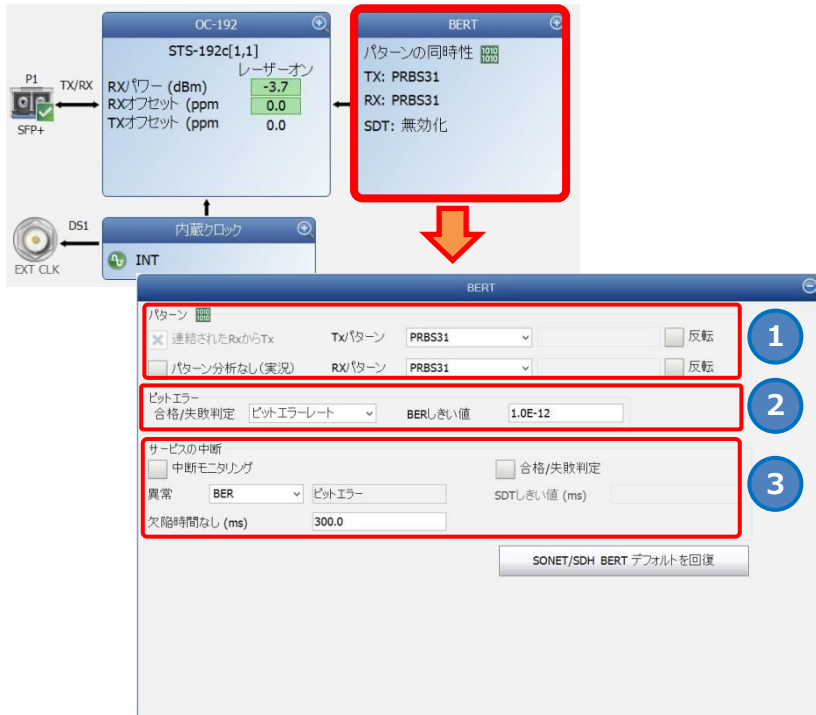 OC-192
STS-192c[1,1]
レーザーオン
RXパワー (dBm) -3.7
RXオフセット (ppm 0.0
TXオフセット (ppm 0.0
P1
TX/RX
SFP+
BERT
パターンの同時性 1010 1010
TX: PRBS31
RX: PRBS31
SDT: 無効化
DS1
EXT CLK
内蔵クロック
INT
BERT
パターン 1010 1010
連結されたRxからTx Txパターン PRBS31 反転
パターン分析なし(実況) RXパターン PRBS31 反転
1
ビットエラー
合格/失敗判定 ビットエラーレート BERしきい値 1.0E-12
2
サービスの中断
中断モニタリング 合格/失敗判定
異常 BER ビットエラー SDTしきい値 (ms)
欠陥時間なし (ms) 300.0
3
SONET/SDH BERT デフォルトを回復